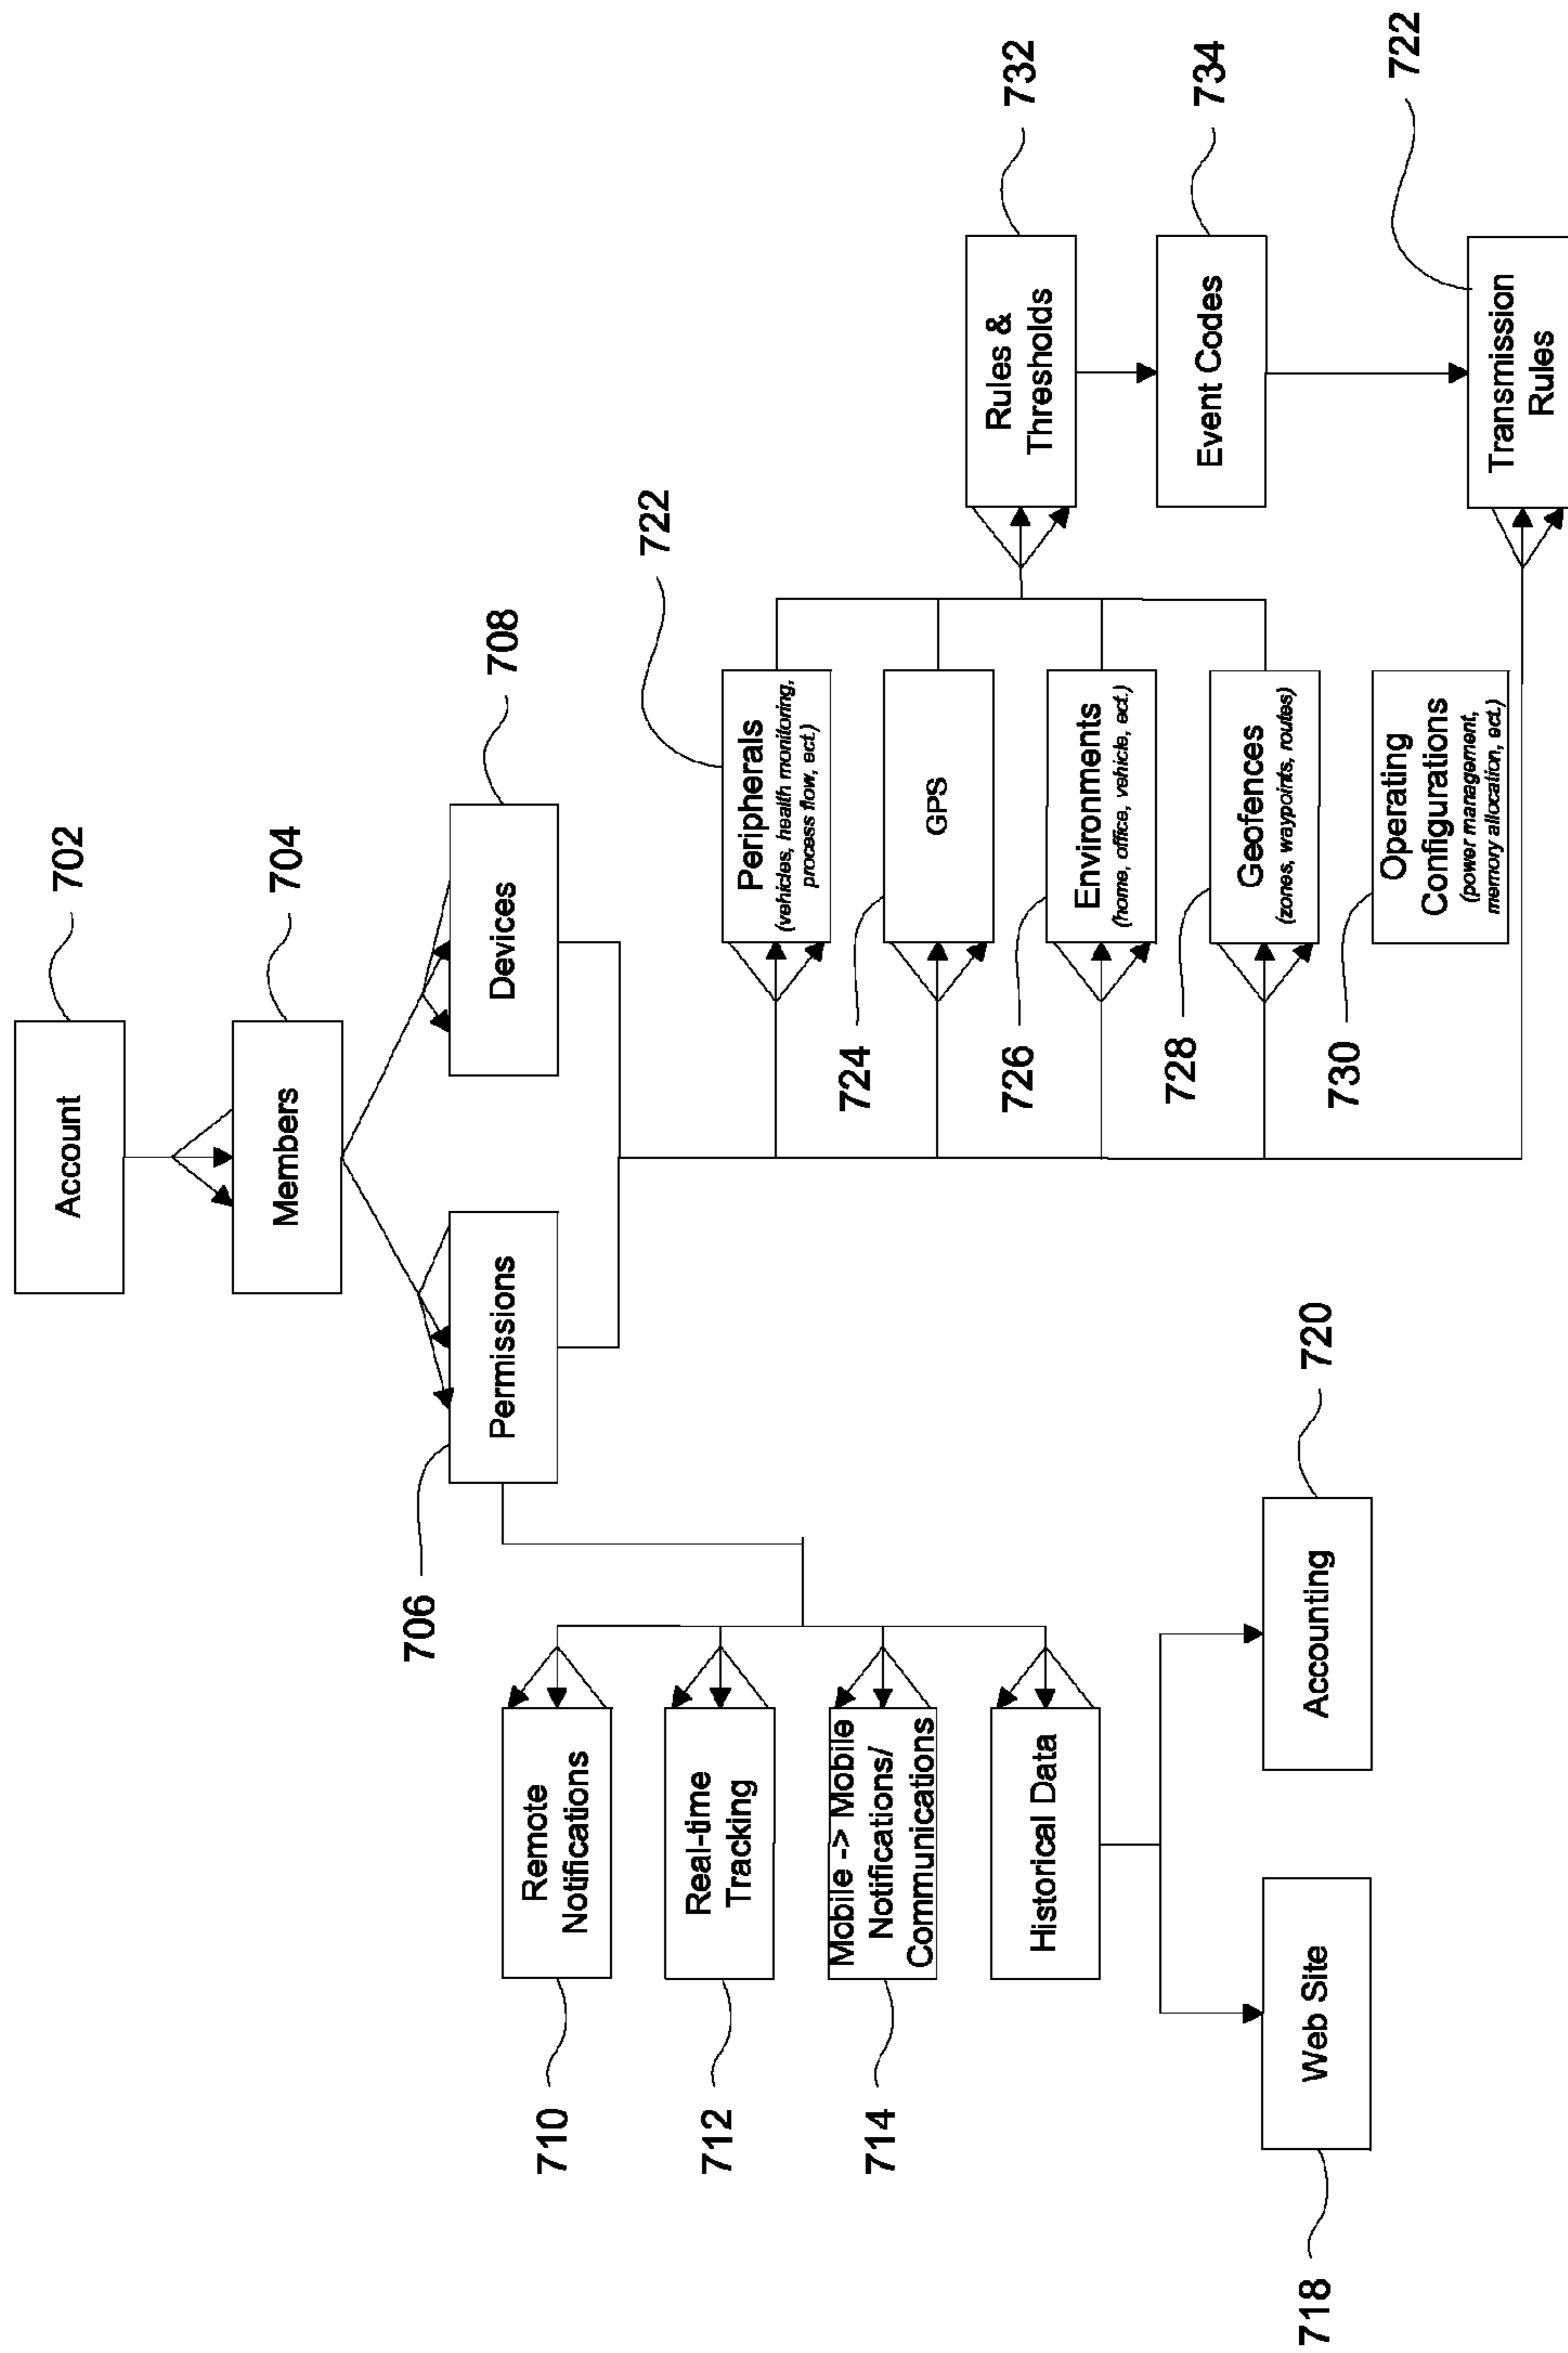 Account
702
Members
704
Permissions
706
Devices
708
Remote
Notifications
710
Real-time
Tracking
712
Mobile -> Mobile
Notifications/
Communications
714
Historical Data
Web Site
718
Accounting
720
Peripherals
(vehicles, health monitoring,
process flow, ect.)
722
GPS
724
Environments
(home, office, vehicle, ect.)
726
Geofences
(zones, waypoints, routes)
728
Operating
Configurations
(power management,
memory allocation, ect.)
730
Rules &
Thresholds
732
Event Codes
734
Transmission
Rules
722